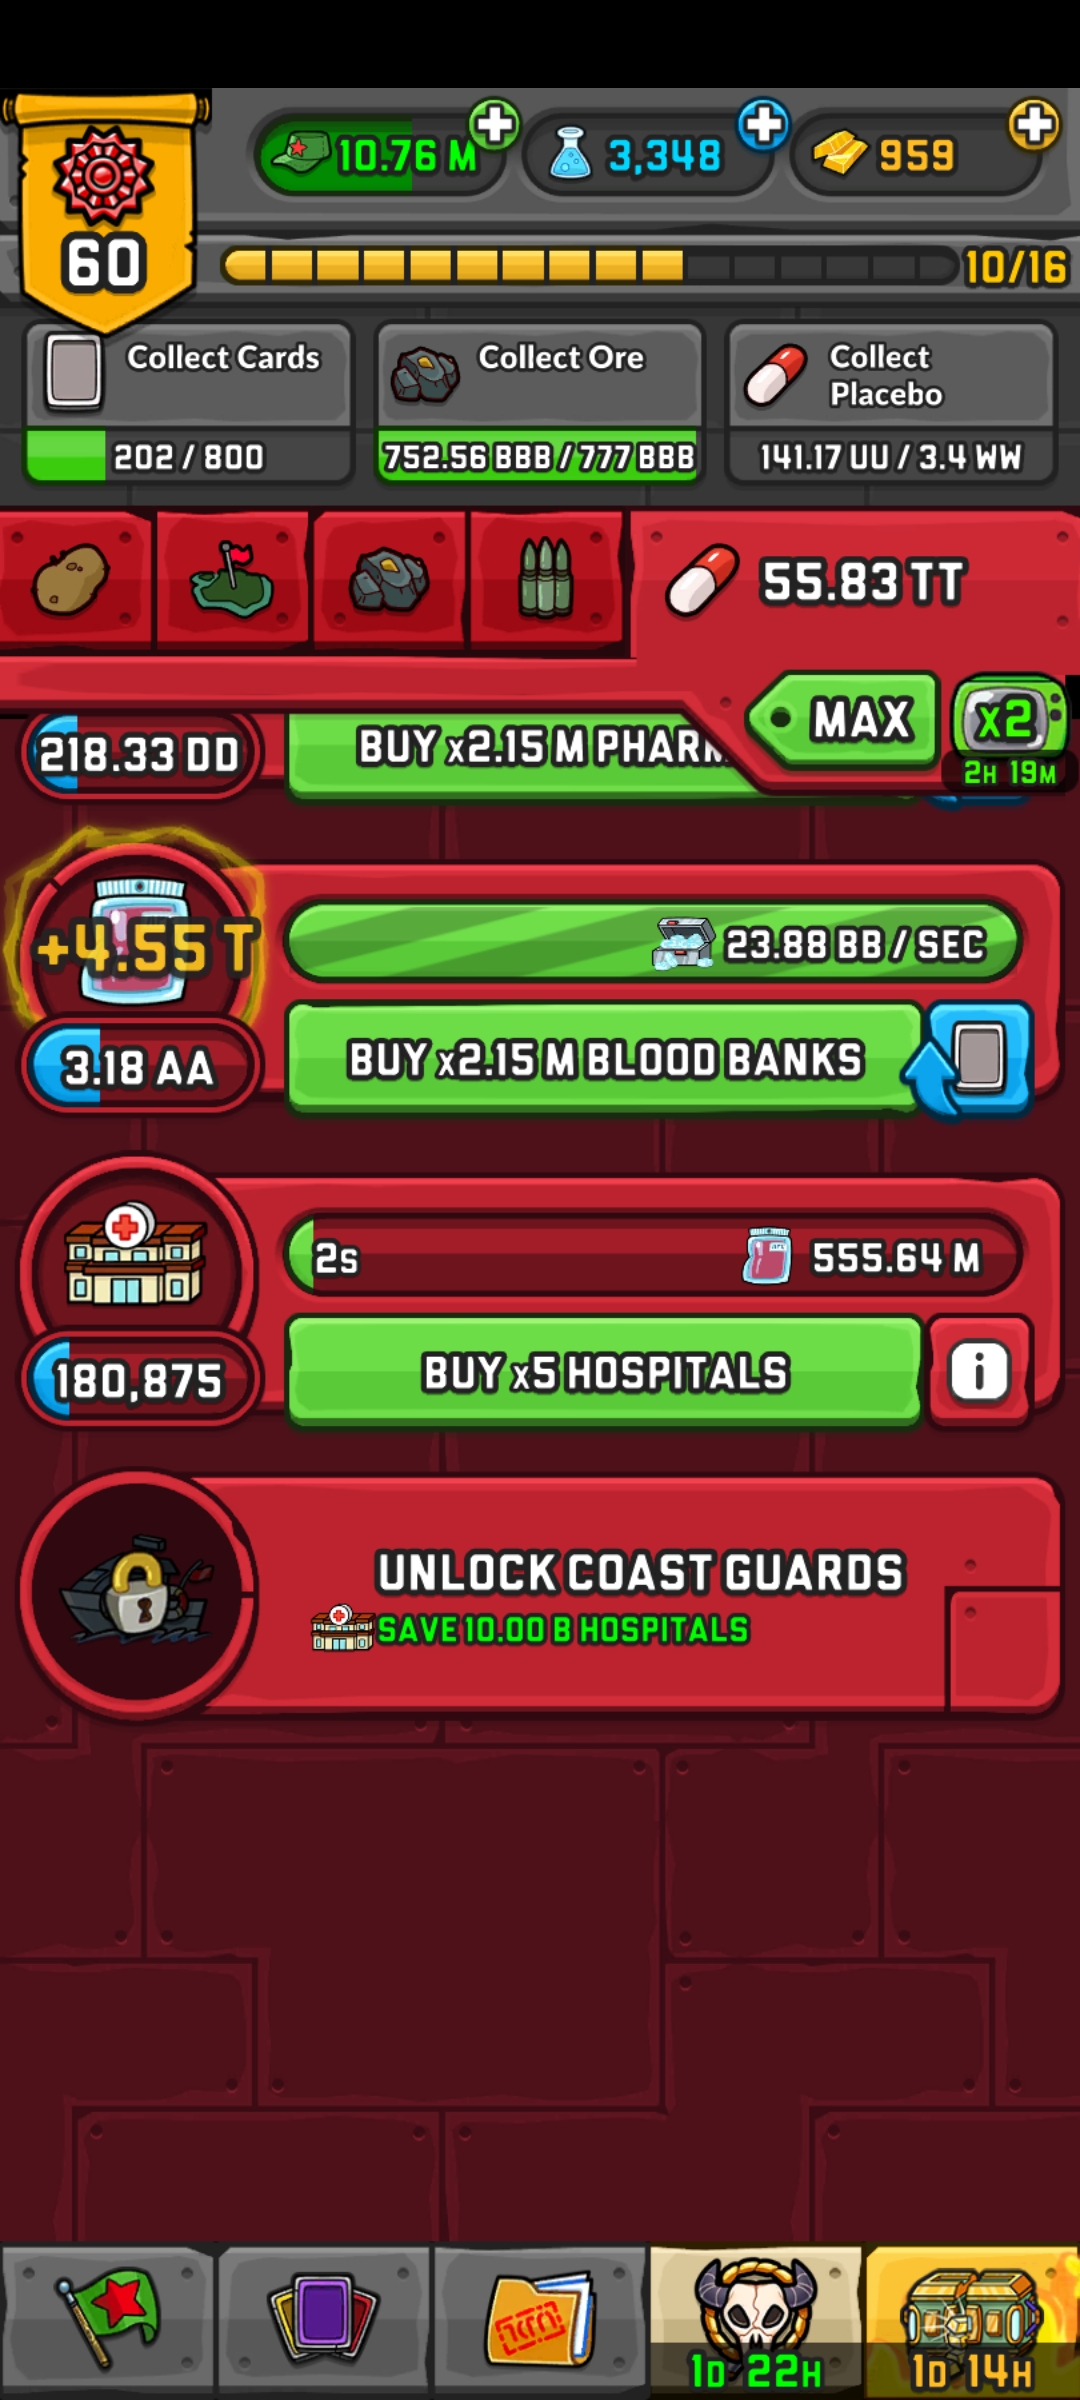 10.76 M
3,348
959
60
10/16
Collect Cards
Collect Ore
Collect
Placebo
202 / 800
752.56 BBB / 777 BBB
141.17 UU / 3.4 WW
55.83 TT
MAX
x2
2H 19M
218.33 DD
BUY x2.15 M
+4.55 T
23.88 BB / SEC
3.18 AA
BUY x2.15 M BLOOD BANKS
2s
555.64 M
180,875
BUY x5 HOSPITALS
i
UNLOCK COAST GUARDS
SAVE 10.00 B HOSPITALS
1D 22H
1D 14H